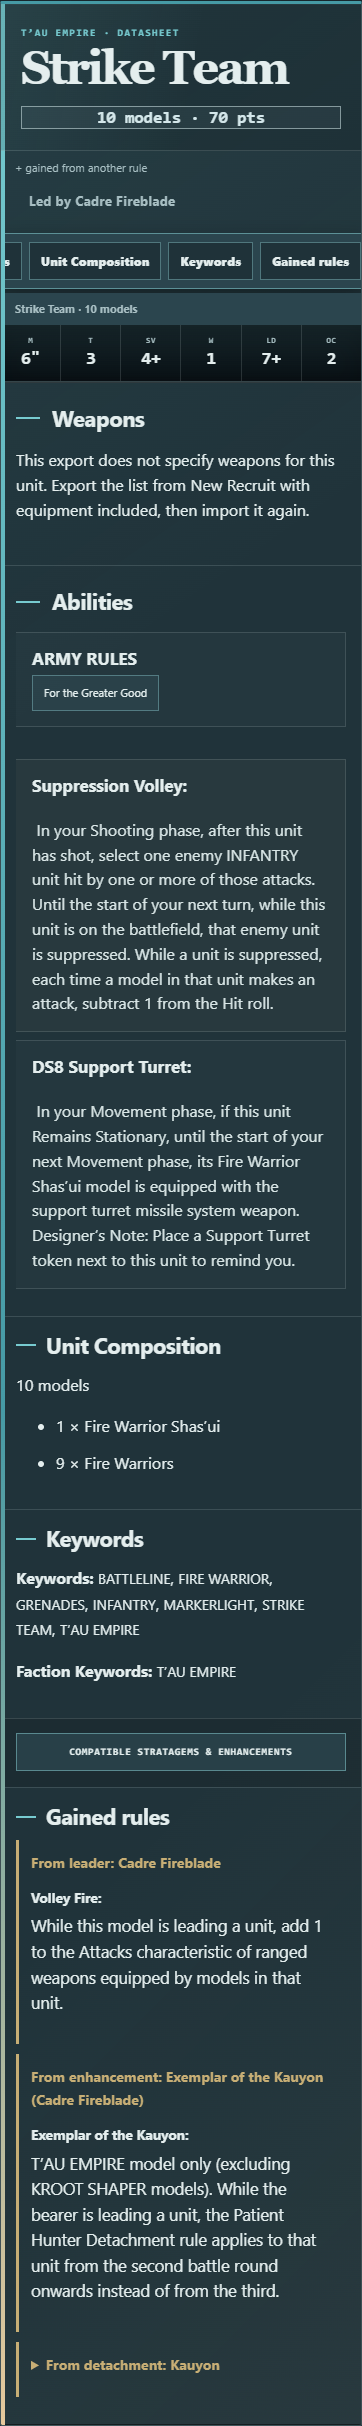 T’AU EMPIRE · DATASHEET
Strike Team
10 models · 70 pts
+ gained from another rule
Led by Cadre Fireblade
s
Unit Composition
Keywords
Gained rules
Strike Team · 10 models
M T SV W LD OC
6" 3 4+ 1 7+ 2
Weapons
This export does not specify weapons for this
unit. Export the list from New Recruit with
equipment included, then import it again.
Abilities
ARMY RULES
For the Greater Good
Suppression Volley:
In your Shooting phase, after this unit
has shot, select one enemy INFANTRY
unit hit by one or more of those attacks.
Until the start of your next turn, while this
unit is on the battlefield, that enemy unit
is suppressed. While a unit is suppressed,
each time a model in that unit makes an
attack, subtract 1 from the Hit roll.
DS8 Support Turret:
In your Movement phase, if this unit
Remains Stationary, until the start of your
next Movement phase, its Fire Warrior
Shas’ui model is equipped with the
support turret missile system weapon.
Designer’s Note: Place a Support Turret
token next to this unit to remind you.
Unit Composition
10 models
• 1 × Fire Warrior Shas’ui
• 9 × Fire Warriors
Keywords
Keywords: BATTLELINE, FIRE WARRIOR,
GRENADES, INFANTRY, MARKERLIGHT, STRIKE
TEAM, T’AU EMPIRE
Faction Keywords: T’AU EMPIRE
COMPATIBLE STRATAGEMS & ENHANCEMENTS
Gained rules
From leader: Cadre Fireblade
Volley Fire:
While this model is leading a unit, add 1
to the Attacks characteristic of ranged
weapons equipped by models in that
unit.
From enhancement: Exemplar of the Kauyon
(Cadre Fireblade)
Exemplar of the Kauyon:
T’AU EMPIRE model only (excluding
KROOT SHAPER models). While the
bearer is leading a unit, the Patient
Hunter Detachment rule applies to that
unit from the second battle round
onwards instead of from the third.
▶ From detachment: Kauyon